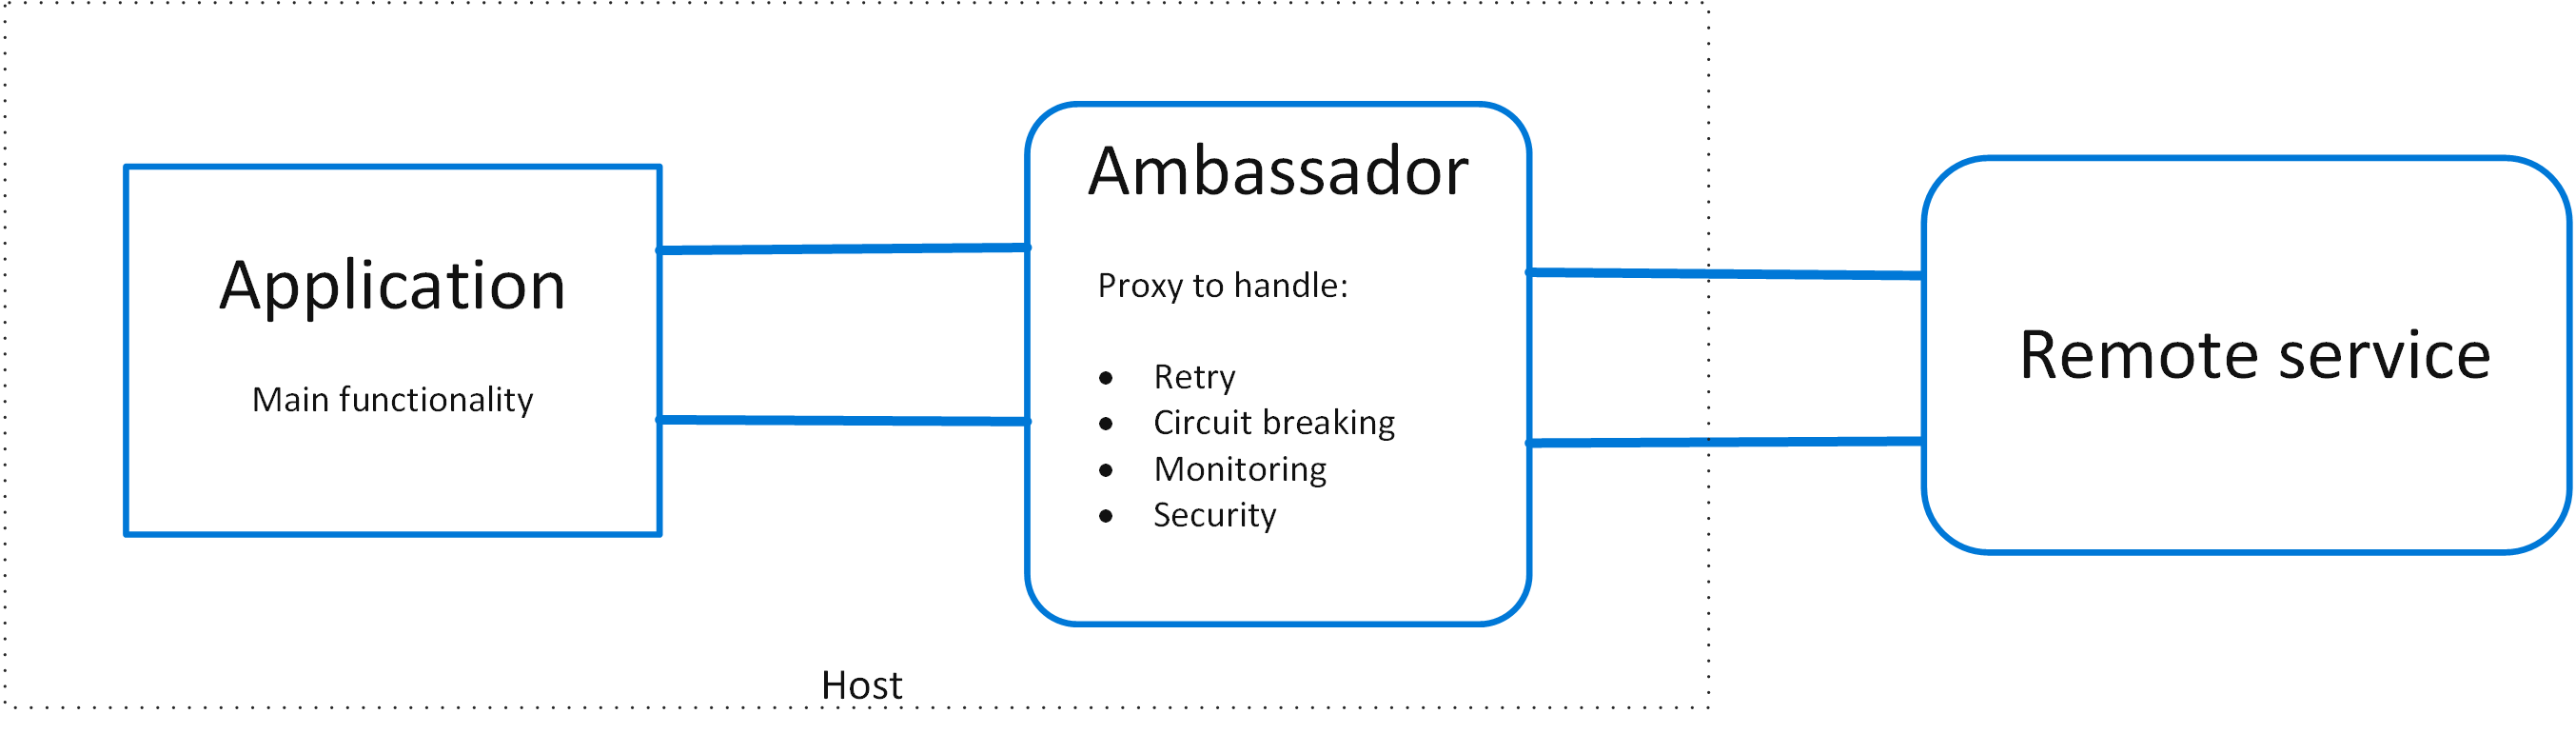 Application
Main functionality
Ambassador
Proxy to handle:
● Retry
● Circuit breaking
● Monitoring
● Security
Remote service
Host